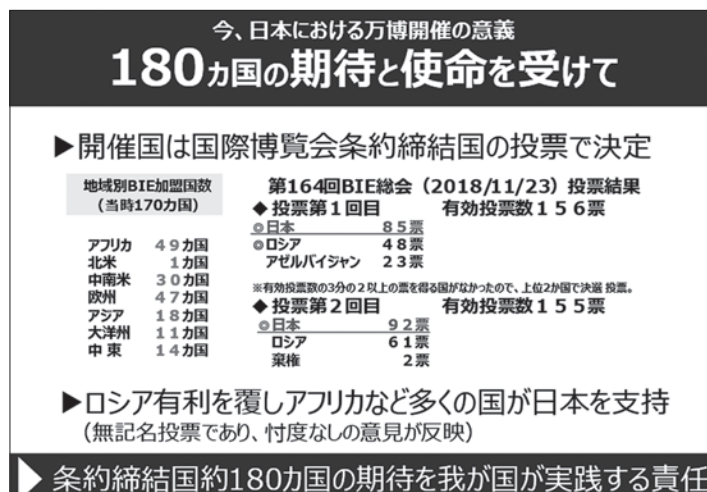 今、日本における万博開催の意義
180ヵ国の期待と使命を受けて
▶開催国は国際博覧会条約締結国の投票で決定
地域別BIE加盟国数
（当時170カ国）
アフリカ 49カ国
北米 1カ国
中南米 30カ国
欧州 47カ国
アジア 18カ国
大洋州 11カ国
中東 14カ国
第164回BIE総会（2018/11/23）投票結果
◆投票第1回目 有効投票数156票
◎日本 85票
◎ロシア 48票
アゼルバイジャン 23票
※有効投票数の3分の2以上の票を得る国がなかったので、上位2か国で決選 投票。
◆投票第2回目 有効投票数155票
◎日本 92票
ロシア 61票
棄権 2票
▶ロシア有利を覆しアフリカなど多くの国が日本を支持
（無記名投票であり、忖度なしの意見が反映）
▶条約締結国約180カ国の期待を我が国が実践する責任